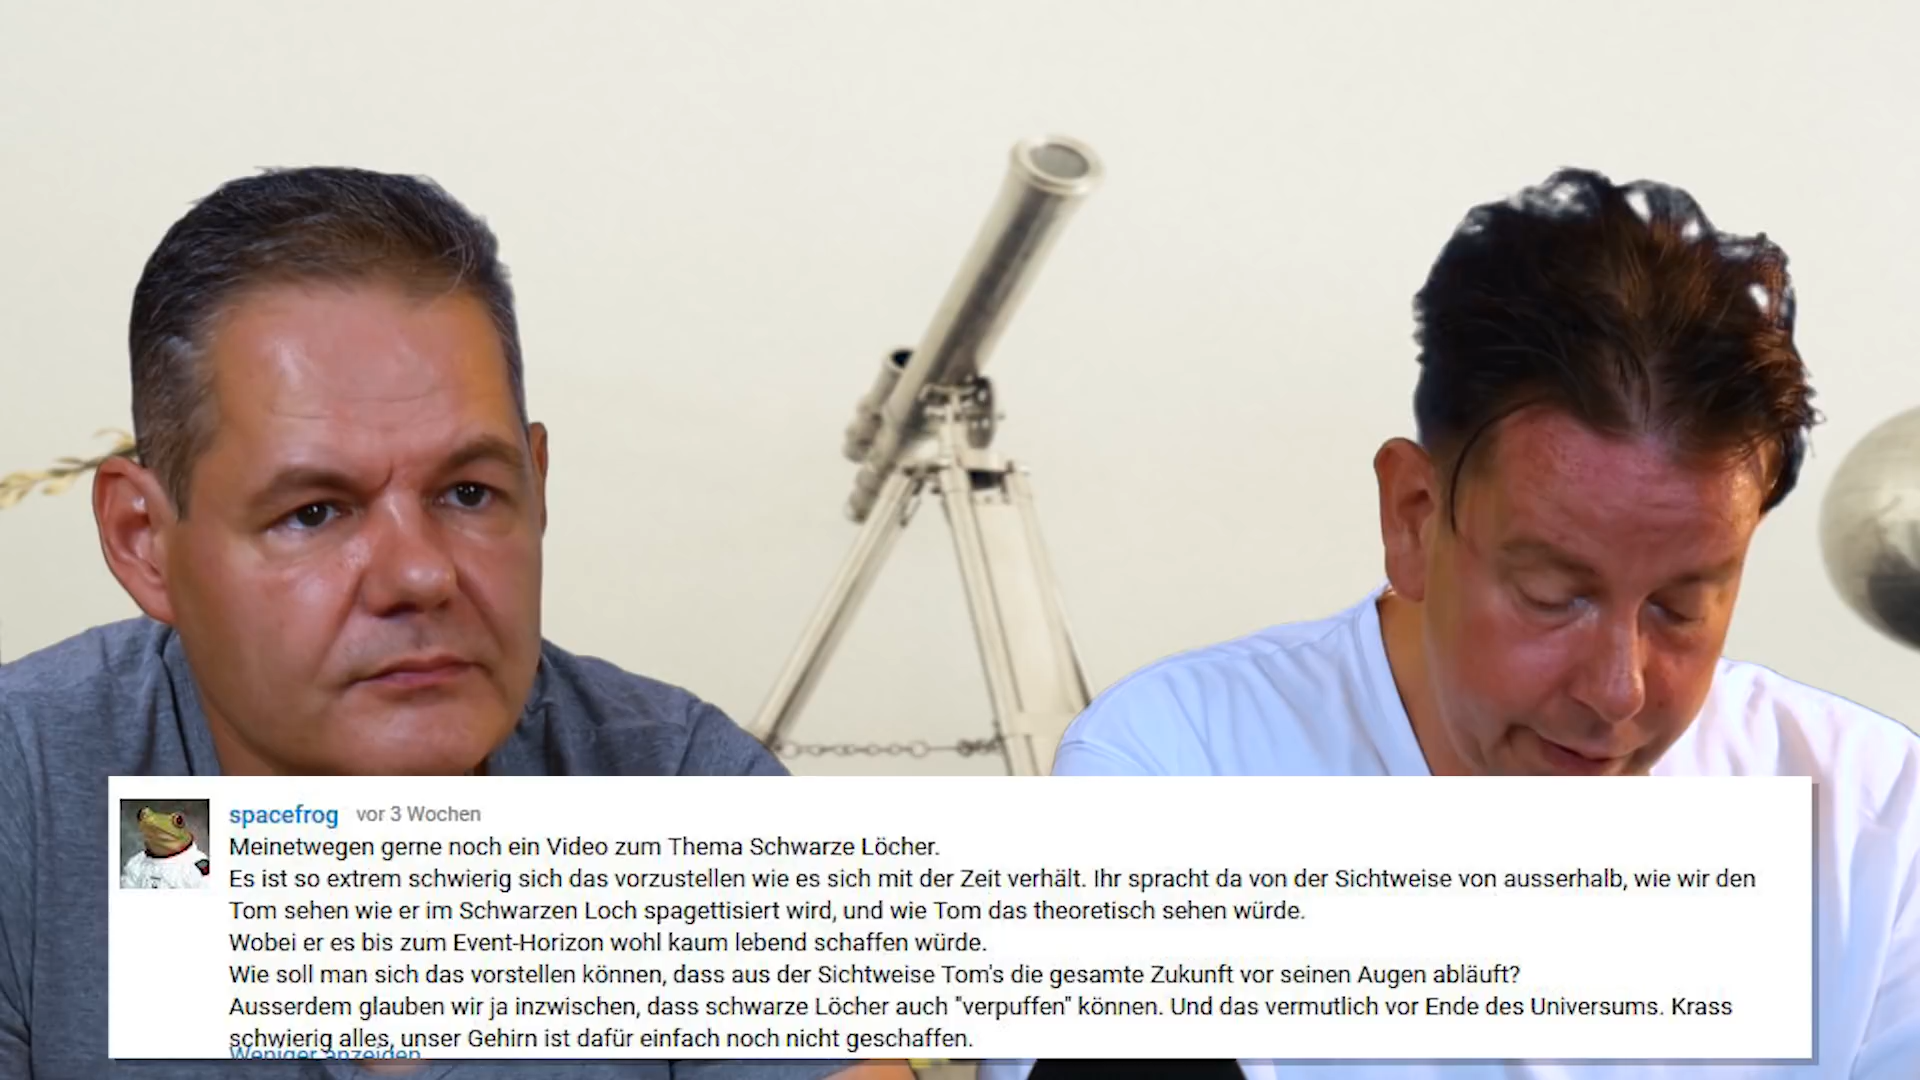 spacefrog vor 3 Wochen
Meinetwegen gerne noch ein Video zum Thema Schwarze Löcher.
Es ist so extrem schwierig sich das vorzustellen wie es sich mit der Zeit verhält. Ihr spracht da von der Sichtweise von ausserhalb, wie wir den
Tom sehen wie er im Schwarzen Loch spagettisiert wird, und wie Tom das theoretisch sehen würde.
Wobei er es bis zum Event-Horizon wohl kaum lebend schaffen würde.
Wie soll man sich das vorstellen können, dass aus der Sichtweise Tom's die gesamte Zukunft vor seinen Augen abläuft?
Ausserdem glauben wir ja inzwischen, dass schwarze Löcher auch "verpuffen" können. Und das vermutlich vor Ende des Universums. Krass
schwierig alles, unser Gehirn ist dafür einfach noch nicht geschaffen.
Weniger anzeigen